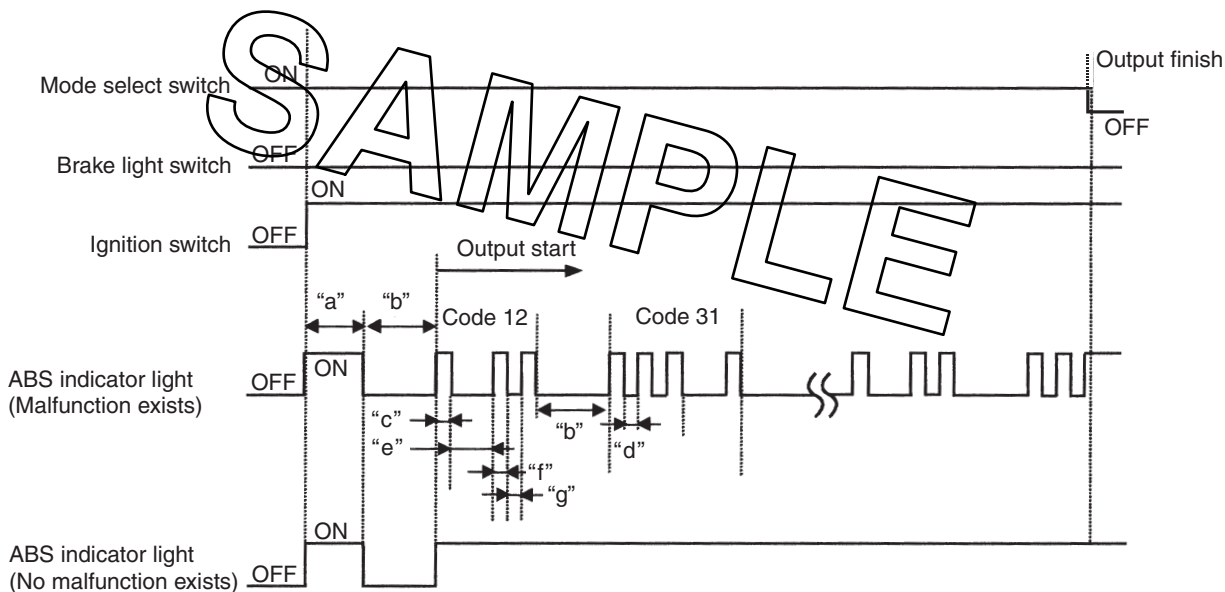 SAMPLE
Output finish
Mode select switch ON
OFF
Brake light switch OFF
ON
Ignition switch OFF
Output start
“a” “b” Code 12 Code 31
ON
ABS indicator light
(Malfunction exists) OFF
“c” “b”
“e” “d”
“f”
“g”
ON
ABS indicator light
(No malfunction exists) OFF